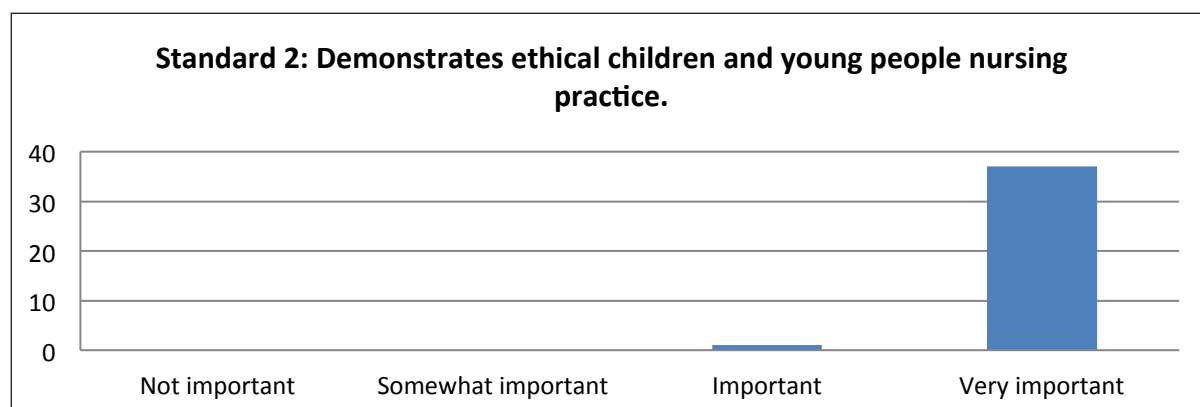 Standard 2: Demonstrates ethical children and young people nursing
practice.
40
30
20
10
0
Not important Somewhat important Important Very important